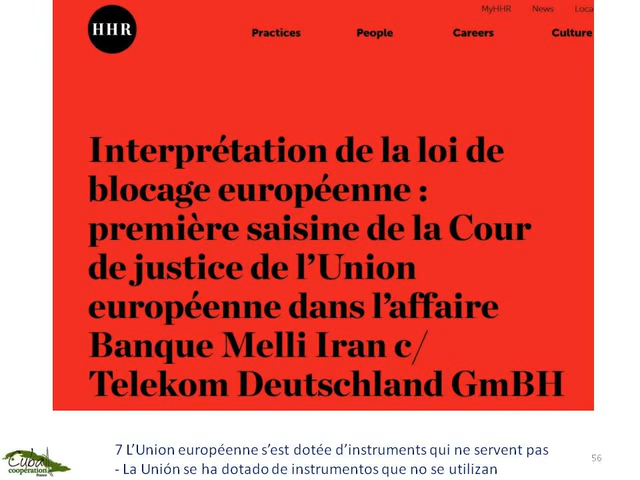 MyHHR News Loca
HHR
Practices People Careers Culture
Interprétation de la loi de
blocage européenne :
première saisine de la Cour
de justice de l’Union
européenne dans l’affaire
Banque Melli Iran c/
Telekom Deutschland GmBH
7 L’Union européenne s’est dotée d’instruments qui ne servent pas
- La Unión se ha dotado de instrumentos que no se utilizan
56
Cuba
coopération
France